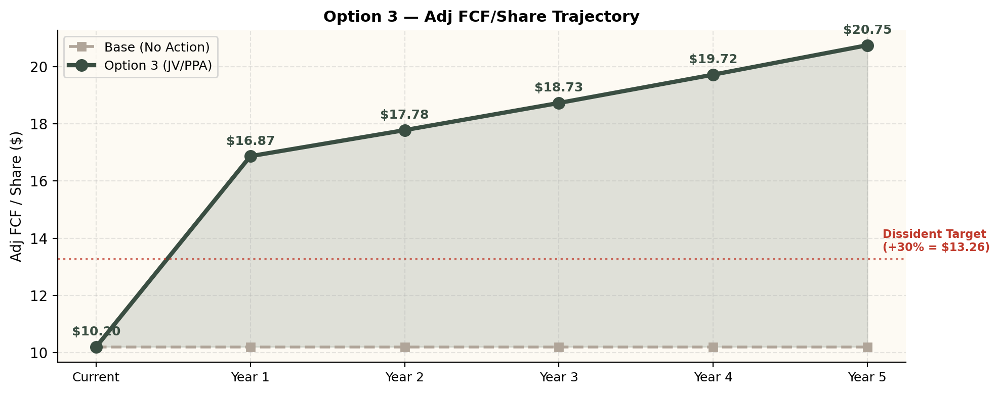 Option 3 — Adj FCF/Share Trajectory
Base (No Action)
Option 3 (JV/PPA)
Adj FCF / Share ($)
20
18
16
14
12
10
$10.20
$16.87
$17.78
$18.73
$19.72
$20.75
Dissident Target
(+30% = $13.26)
Current
Year 1
Year 2
Year 3
Year 4
Year 5